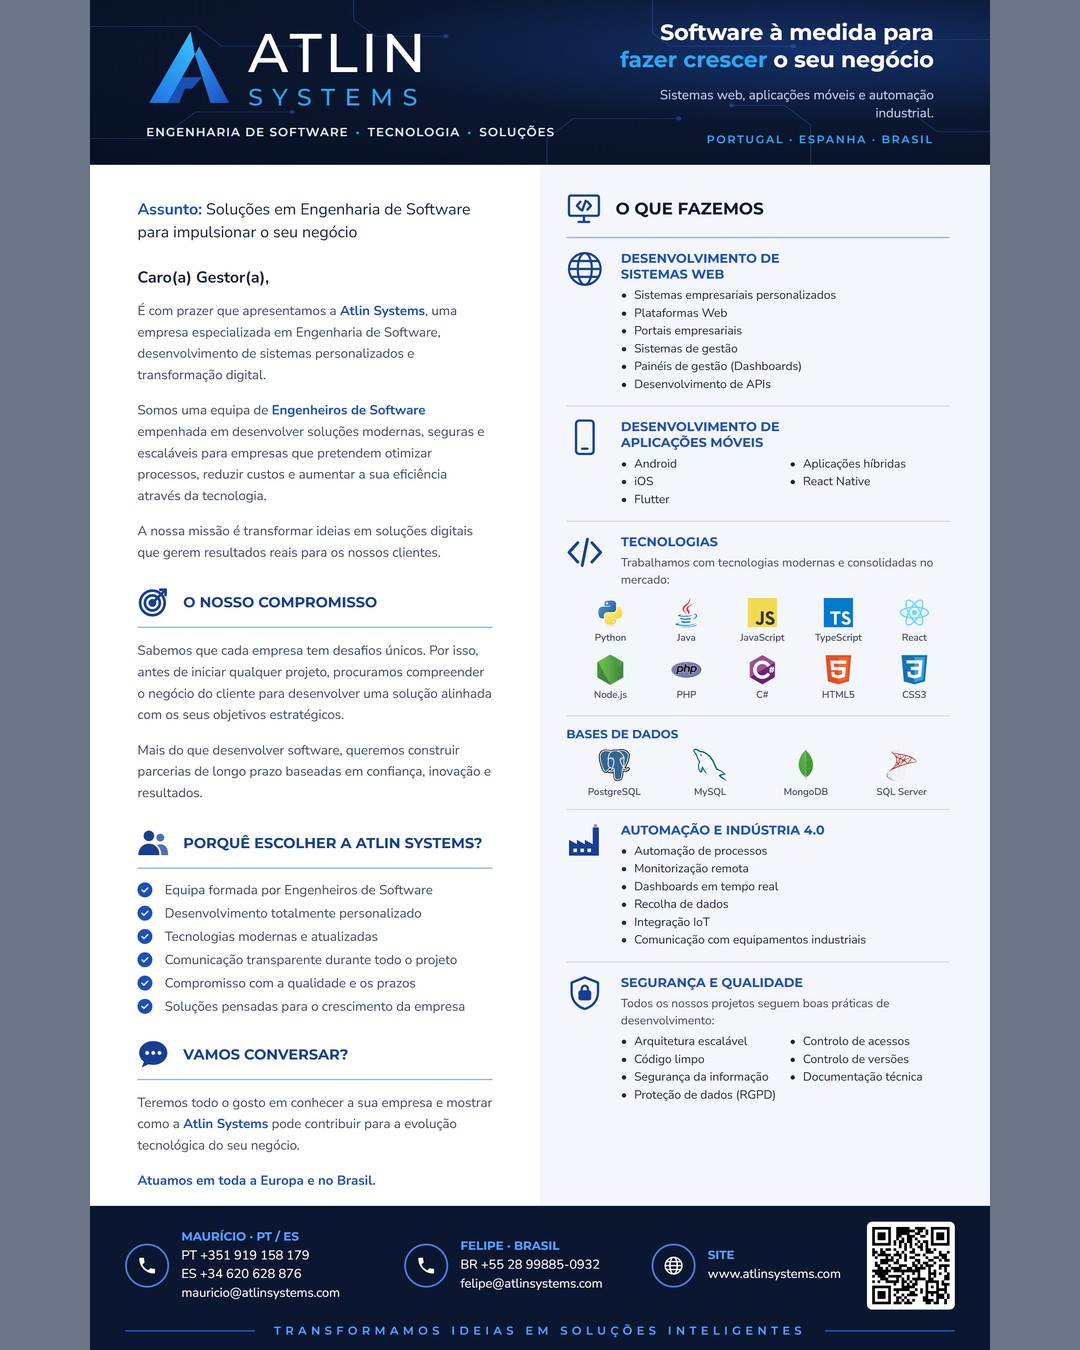 ATLIN
SYSTEMS
ENGENHARIA DE SOFTWARE • TECNOLOGIA • SOLUÇÕES
Software à medida para
fazer crescer o seu negócio
Sistemas web, aplicações móveis e automação
industrial.
PORTUGAL · ESPANHA · BRASIL
Assunto: Soluções em Engenharia de Software
para impulsionar o seu negócio
Caro(a) Gestor(a),
É com prazer que apresentamos a Atlin Systems, uma
empresa especializada em Engenharia de Software,
desenvolvimento de sistemas personalizados e
transformação digital.
Somos uma equipa de Engenheiros de Software
empenhada em desenvolver soluções modernas, seguras e
escaláveis para empresas que pretendem otimizar
processos, reduzir custos e aumentar a sua eficiência
através da tecnologia.
A nossa missão é transformar ideias em soluções digitais
que gerem resultados reais para os nossos clientes.
O NOSSO COMPROMISSO
Sabemos que cada empresa tem desafios únicos. Por isso,
antes de iniciar qualquer projeto, procuramos compreender
o negócio do cliente para desenvolver uma solução alinhada
com os seus objetivos estratégicos.
Mais do que desenvolver software, queremos construir
parcerias de longo prazo baseadas em confiança, inovação e
resultados.
PORQUÊ ESCOLHER A ATLIN SYSTEMS?
Equipa formada por Engenheiros de Software
Desenvolvimento totalmente personalizado
Tecnologias modernas e atualizadas
Comunicação transparente durante todo o projeto
Compromisso com a qualidade e os prazos
Soluções pensadas para o crescimento da empresa
VAMOS CONVERSAR?
Teremos todo o gosto em conhecer a sua empresa e mostrar
como a Atlin Systems pode contribuir para a evolução
tecnológica do seu negócio.
Atuamos em toda a Europa e no Brasil.
O QUE FAZEMOS
DESENVOLVIMENTO DE
SISTEMAS WEB
• Sistemas empresariais personalizados
• Plataformas Web
• Portais empresariais
• Sistemas de gestão
• Painéis de gestão (Dashboards)
• Desenvolvimento de APIs
DESENVOLVIMENTO DE
APLICAÇÕES MÓVEIS
• Android
• iOS
• Flutter
• Aplicações híbridas
• React Native
TECNOLOGIAS
Trabalhamos com tecnologias modernas e consolidadas no
mercado:
JS
TS
Python
Java
JavaScript
TypeScript
React
php
C#
5
3
Node.js
PHP
C#
HTML5
CSS3
BASES DE DADOS
PostgreSQL
MySQL
MongoDB
SQL Server
AUTOMAÇÃO E INDÚSTRIA 4.0
• Automação de processos
• Monitorização remota
• Dashboards em tempo real
• Recolha de dados
• Integração IoT
• Comunicação com equipamentos industriais
SEGURANÇA E QUALIDADE
Todos os nossos projetos seguem boas práticas de
desenvolvimento:
• Arquitetura escalável
• Código limpo
• Segurança da informação
• Proteção de dados (RGPD)
• Controlo de acessos
• Controlo de versões
• Documentação técnica
MAURÍCIO · PT / ES
PT +351 919 158 179
ES +34 620 628 876
mauricio@atlinsystems.com
FELIPE · BRASIL
BR +55 28 99885-0932
felipe@atlinsystems.com
SITE
www.atlinsystems.com
TRANSFORMAMOS IDEIAS EM SOLUÇÕES INTELIGENTES